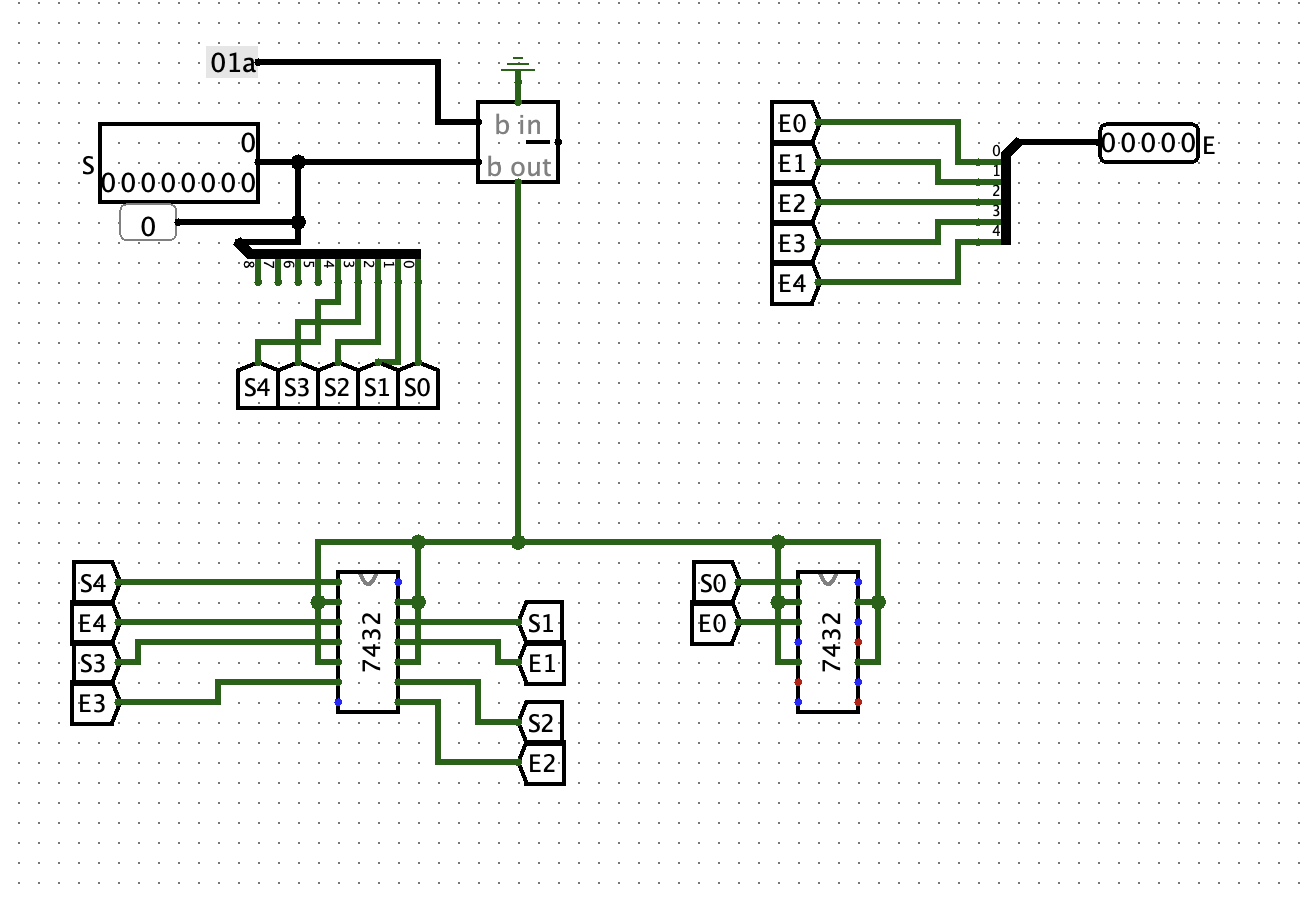 01a
b in
b out
S
0
000000000
0
8 7 6 5 4 3 2 1 0
S4 S3 S2 S1 S0
E0
E1
E2
E3
E4
0
1
2
3
4
00000
E
S4
E4
S3
E3
7432
S1
E1
S2
E2
S0
E0
7432